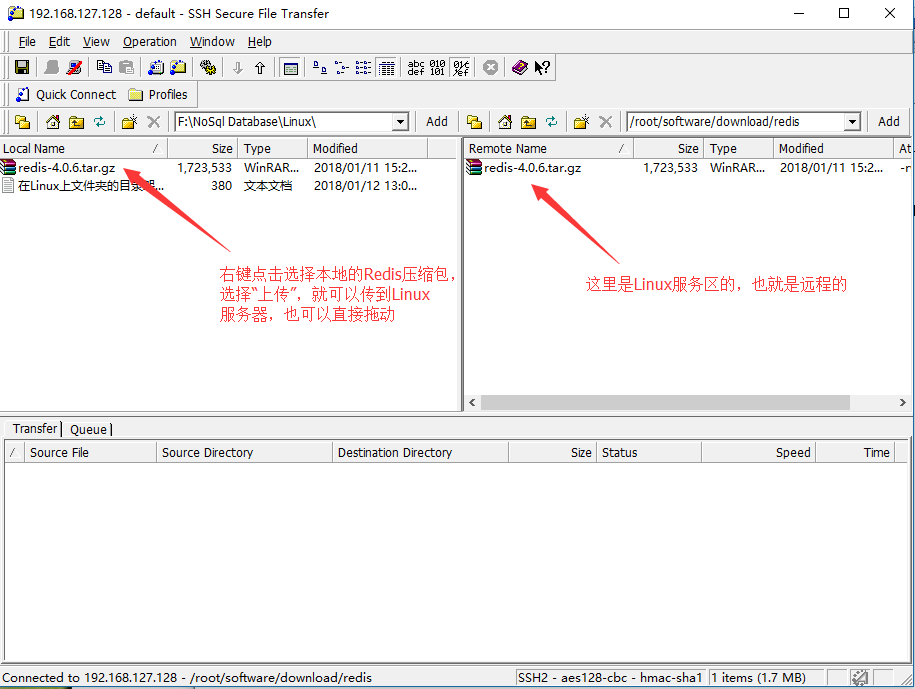 192.168.127.128 - default - SSH Secure File Transfer
File Edit View Operation Window Help
abc def 010 101
Quick Connect Profiles
F:\NoSql Database\Linux\ Add /root/software/download/redis Add
Local Name / Size Type Modified Remote Name / Size Type Modified At
redis-4.0.6.tar.gz 1,723,533 WinRAR... 2018/01/11 15:2... redis-4.0.6.tar.gz 1,723,533 WinRAR... 2018/01/11 15:2... -r
在Linux上文件夹的目录... 380 文本文档 2018/01/12 13:0...
右键点击选择本地的Redis压缩包，
选择“上传”，就可以传到Linux
服务器，也可以直接拖动
这里是Linux服务区的，也就是远程的
Transfer Queue
/ Source File Source Directory Destination Directory Size Status Speed Time
Connected to 192.168.127.128 - /root/software/download/redis SSH2 - aes128-cbc - hmac-sha1 1 items (1.7 MB)